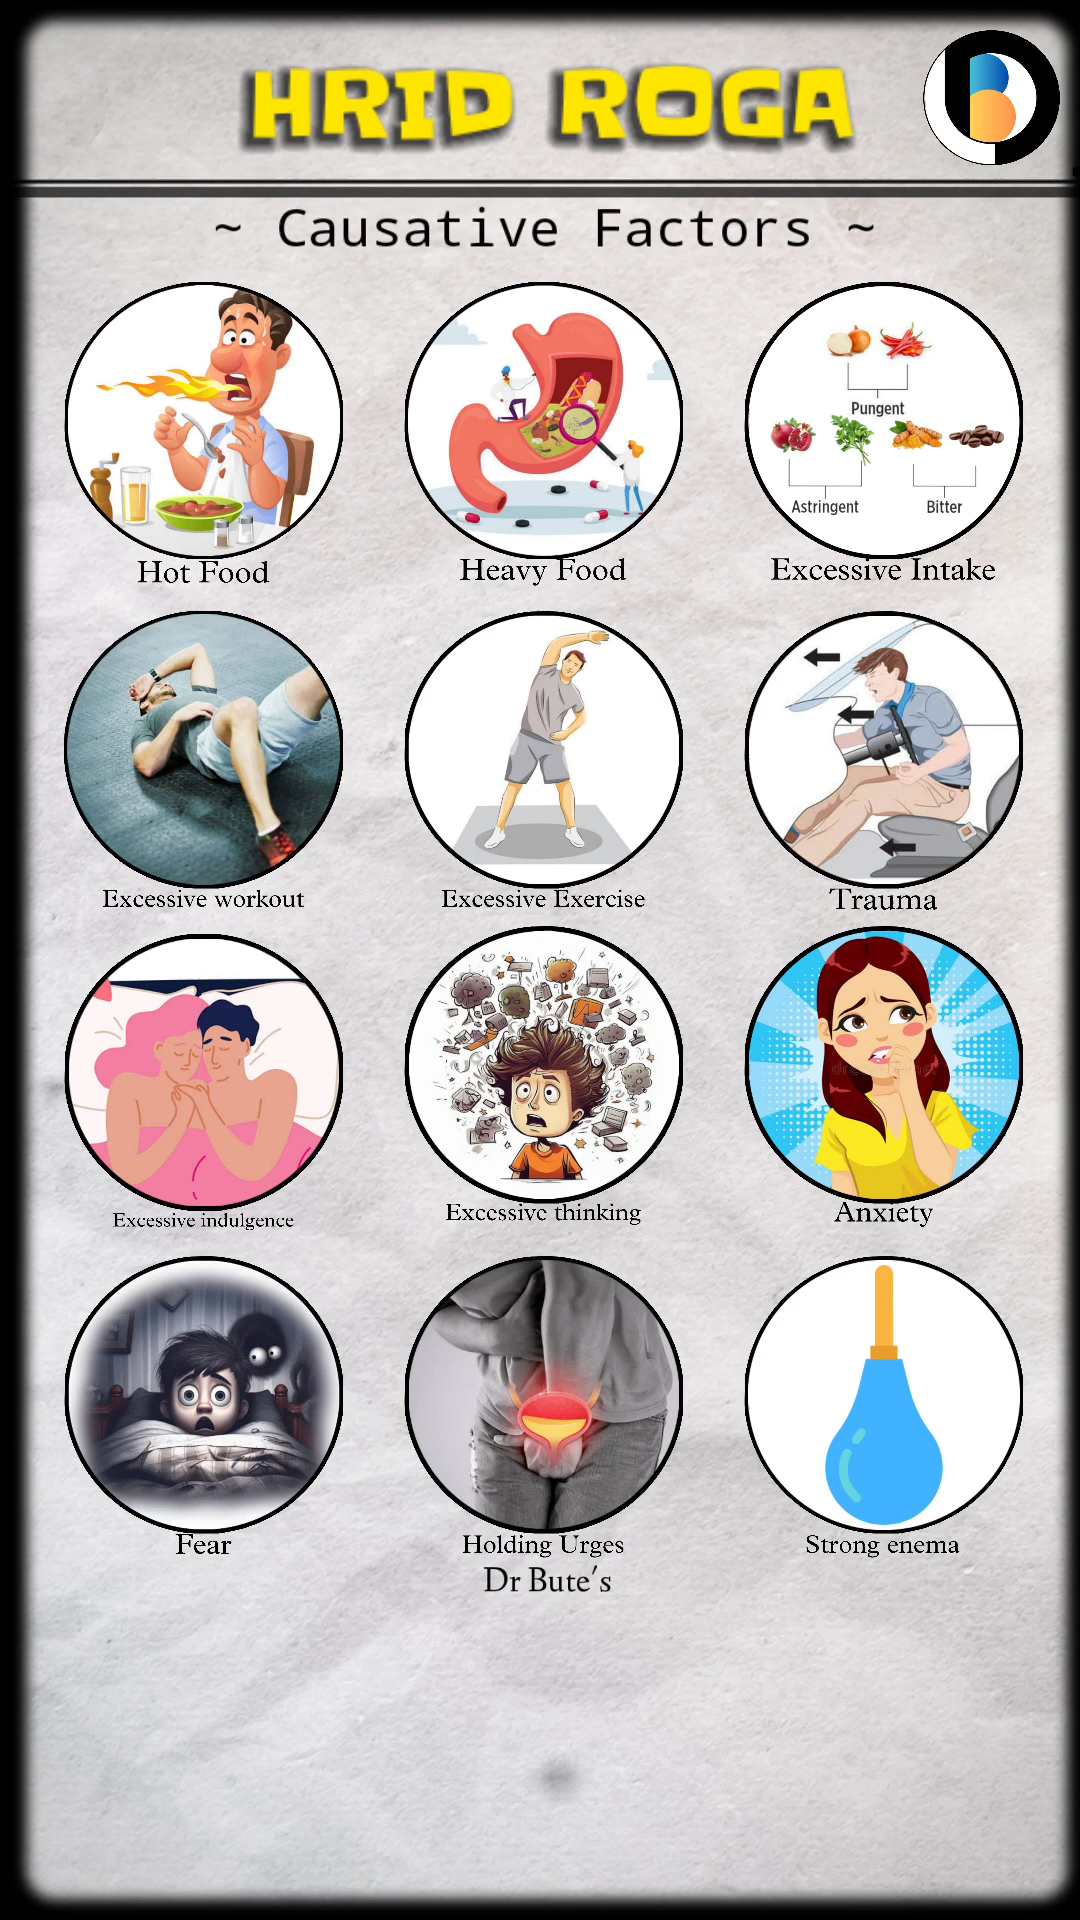 HRID ROGA
~ Causative Factors ~
Pungent
Astringent
Bitter
Hot Food
Heavy Food
Excessive Intake
Excessive workout
Excessive Exercise
Trauma
Excessive indulgence
Excessive thinking
Anxiety
Fear
Holding Urges
Strong enema
Dr Bute's